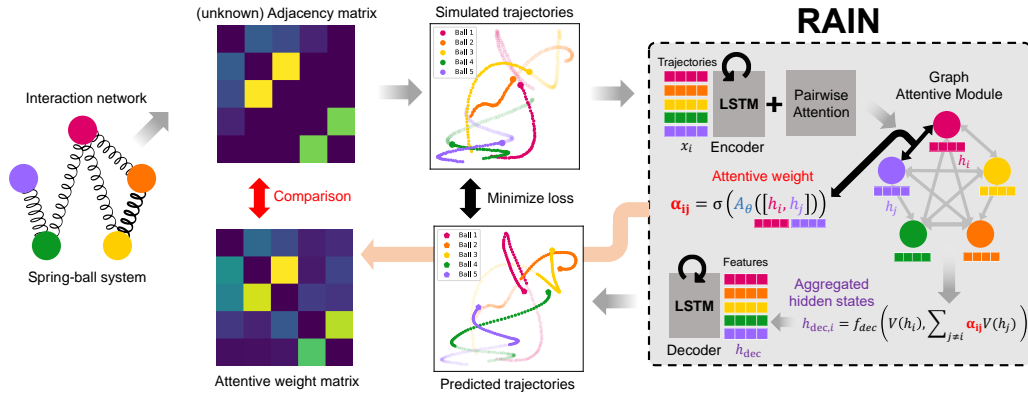 RAIN
(unknown) Adjacency matrix
Simulated trajectories
Ball 1
Ball 2
Ball 3
Ball 4
Ball 5
Interaction network
Spring-ball system
Comparison
Minimize loss
Attentive weight matrix
Ball 1
Ball 2
Ball 3
Ball 4
Ball 5
Predicted trajectories
Trajectories
x_i
LSTM
Encoder
+
Pairwise
Attention
Graph
Attentive Module
h_i
h_j
Attentive weight
α_ij = σ(A_θ([h_i, h_j]))
Features
LSTM
Decoder
h_dec
Aggregated
hidden states
h_dec,i = f_dec(V(h_i), ∑_{j≠i} α_ij V(h_j))